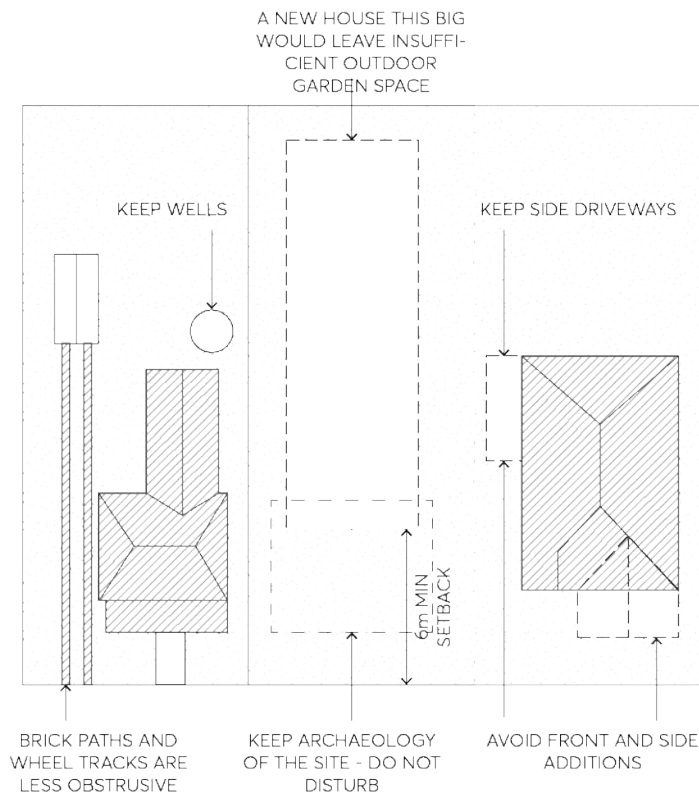 A NEW HOUSE THIS BIG
WOULD LEAVE INSUFFI-
CIENT OUTDOOR
GARDEN SPACE
KEEP WELLS
KEEP SIDE DRIVEWAYS
6m MIN
SETBACK
BRICK PATHS AND
WHEEL TRACKS ARE
LESS OBSTRUSIVE
KEEP ARCHAEOLOGY
OF THE SITE - DO NOT
DISTURB
AVOID FRONT AND SIDE
ADDITIONS